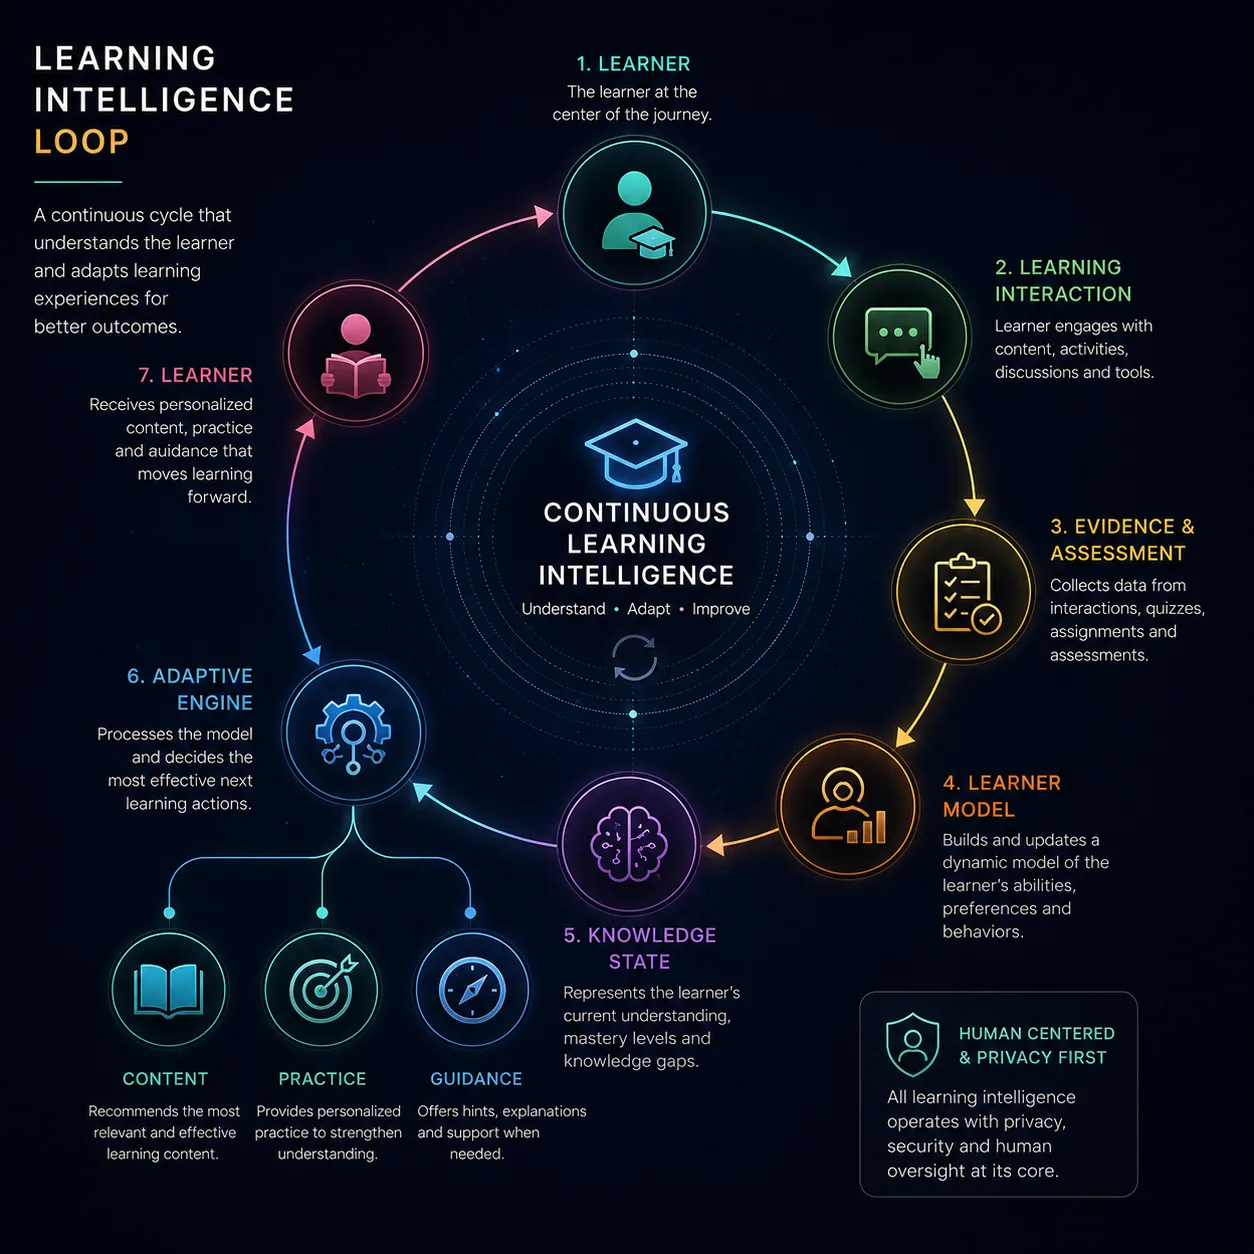 LEARNING
INTELLIGENCE
LOOP
A continuous cycle that
understands the learner
and adapts learning
experiences for
better outcomes.
1. LEARNER
The learner at the
center of the journey.
2. LEARNING
INTERACTION
Learner engages with
content, activities,
discussions and tools.
3. EVIDENCE &
ASSESSMENT
Collects data from
interactions, quizzes,
assignments and
assessments.
4. LEARNER
MODEL
Builds and updates a
dynamic model of the
learner's abilities,
preferences and
behaviors.
5. KNOWLEDGE
STATE
Represents the learner's
current understanding,
mastery levels and
knowledge gaps.
6. ADAPTIVE
ENGINE
Processes the model
and decides the
most effective next
learning actions.
7. LEARNER
Receives personalized
content, practice
and auidance that
moves learning
forward.
CONTINUOUS
LEARNING
INTELLIGENCE
Understand • Adapt • Improve
CONTENT
Recommends the most
relevant and effective
learning content.
PRACTICE
Provides personalized
practice to strengthen
understanding.
GUIDANCE
Offers hints, explanations
and support when
needed.
HUMAN CENTERED
& PRIVACY FIRST
All learning intelligence
operates with privacy,
security and human
oversight at its core.